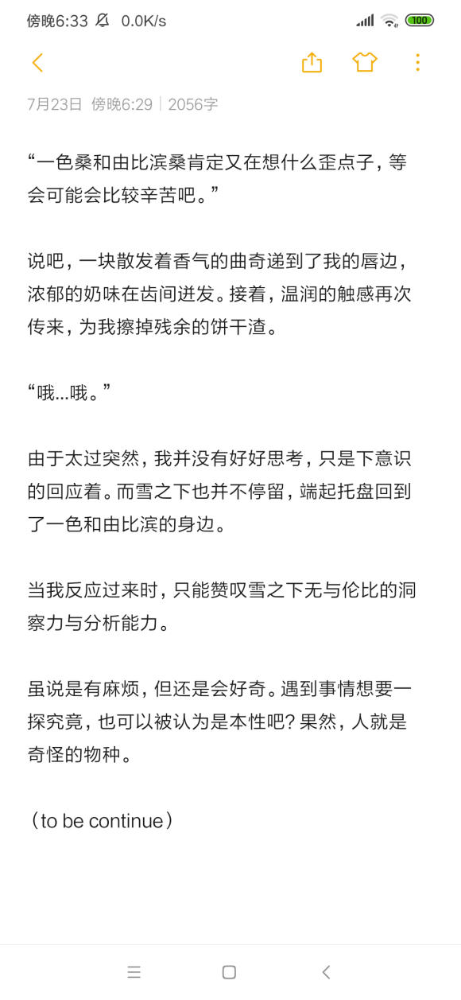 傍晚6:33 0.0K/s 100
7月23日 傍晚6:29 2056字
“一色桑和由比滨桑肯定又在想什么歪点子，等
会可能会比较辛苦吧。”
说吧，一块散发着香气的曲奇递到了我的唇边，
浓郁的奶味在齿间迸发。接着，温润的触感再次
传来，为我擦掉残余的饼干渣。
“哦...哦。”
由于太过突然，我并没有好好思考，只是下意识
的回应着。而雪之下也并不停留，端起托盘回到
了一色和由比滨的身边。
当我反应过来时，只能赞叹雪之下无与伦比的洞
察力与分析能力。
虽说是有麻烦，但还是会好奇。遇到事情想要一
探究竟，也可以被认为是本性吧？果然，人就是
奇怪的物种。
（to be continue）